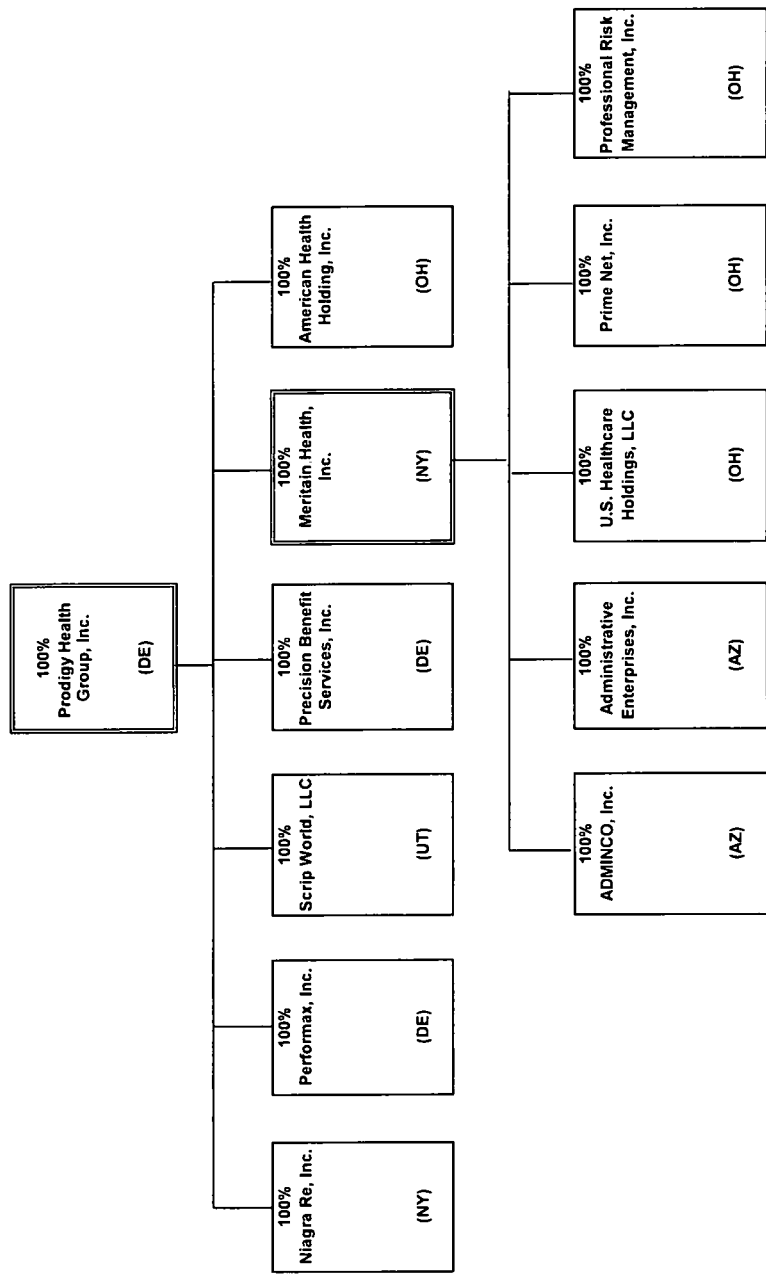 100%
Prodigy Health
Group, Inc.
(DE)
100%
Niagra Re, Inc.
(NY)
100%
Performax, Inc.
(DE)
100%
Scrip World, LLC
(UT)
100%
Precision Benefit
Services, Inc.
(DE)
100%
Meritain Health,
Inc.
(NY)
100%
American Health
Holding, Inc.
(OH)
100%
ADMINCO, Inc.
(AZ)
100%
Administrative
Enterprises, Inc.
(AZ)
100%
U.S. Healthcare
Holdings, LLC
(OH)
100%
Prime Net, Inc.
(OH)
100%
Professional Risk
Management, Inc.
(OH)